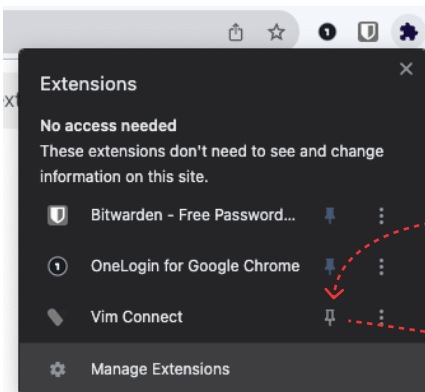 Extensions
ext
No access needed
These extensions don't need to see and change
information on this site.
Bitwarden - Free Password...
OneLogin for Google Chrome
Vim Connect
Manage Extensions